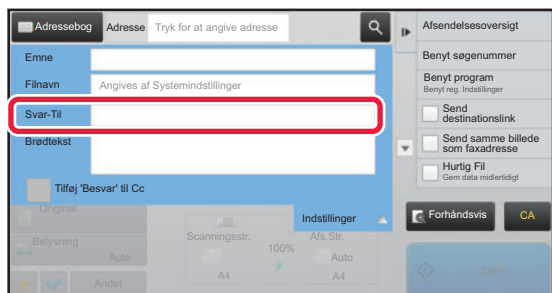 Adressebog
Adresse
Tryk for at angive adresse
Emne
Filnavn
Angives af Systemindstillinger
Svar-Til
Brødtekst
Tilføj 'Besvar' til Cc
Indstillinger
Original
Belysning
Auto
Andet
Scanningsstr.
100%
Afs.Str.
Auto
A4
A4
Afsendelsesoversigt
Benyt søgenummer
Benyt program
Benyt reg. Indstillinger
Send
destinationslink
Send samme billede
som faxadresse
Hurtig Fil
Gem data midlertidigt
Forhåndsvis
CA
Start